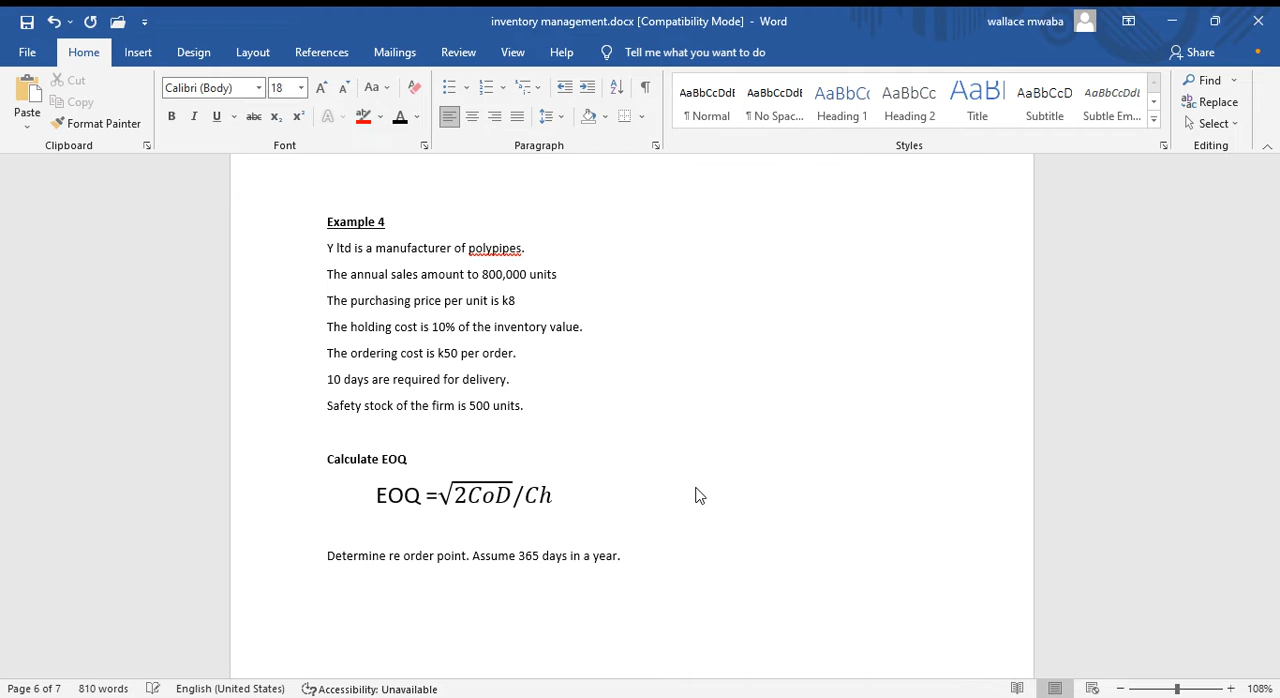 inventory management.docx [Compatibility Mode] - Word
wallace mwaba
File Home Insert Design Layout References Mailings Review View Help Tell me what you want to do Share
Paste
Cut
Copy
Format Painter
Clipboard
Calibri (Body) 18
Font
Paragraph
AaBbCcDdE AaBbCcDdE AaBbCc AaBbCc AaBl AaBbCcD AaBbCcDdL
¶ Normal ¶ No Spac... Heading 1 Heading 2 Title Subtitle Subtle Em...
Styles
Find
Replace
Select
Editing
Example 4
Y ltd is a manufacturer of polypipes.
The annual sales amount to 800,000 units
The purchasing price per unit is k8
The holding cost is 10% of the inventory value.
The ordering cost is k50 per order.
10 days are required for delivery.
Safety stock of the firm is 500 units.
Calculate EOQ
EOQ =√2CoD/Ch
Determine re order point. Assume 365 days in a year.
Page 6 of 7 810 words English (United States) Accessibility: Unavailable 108%